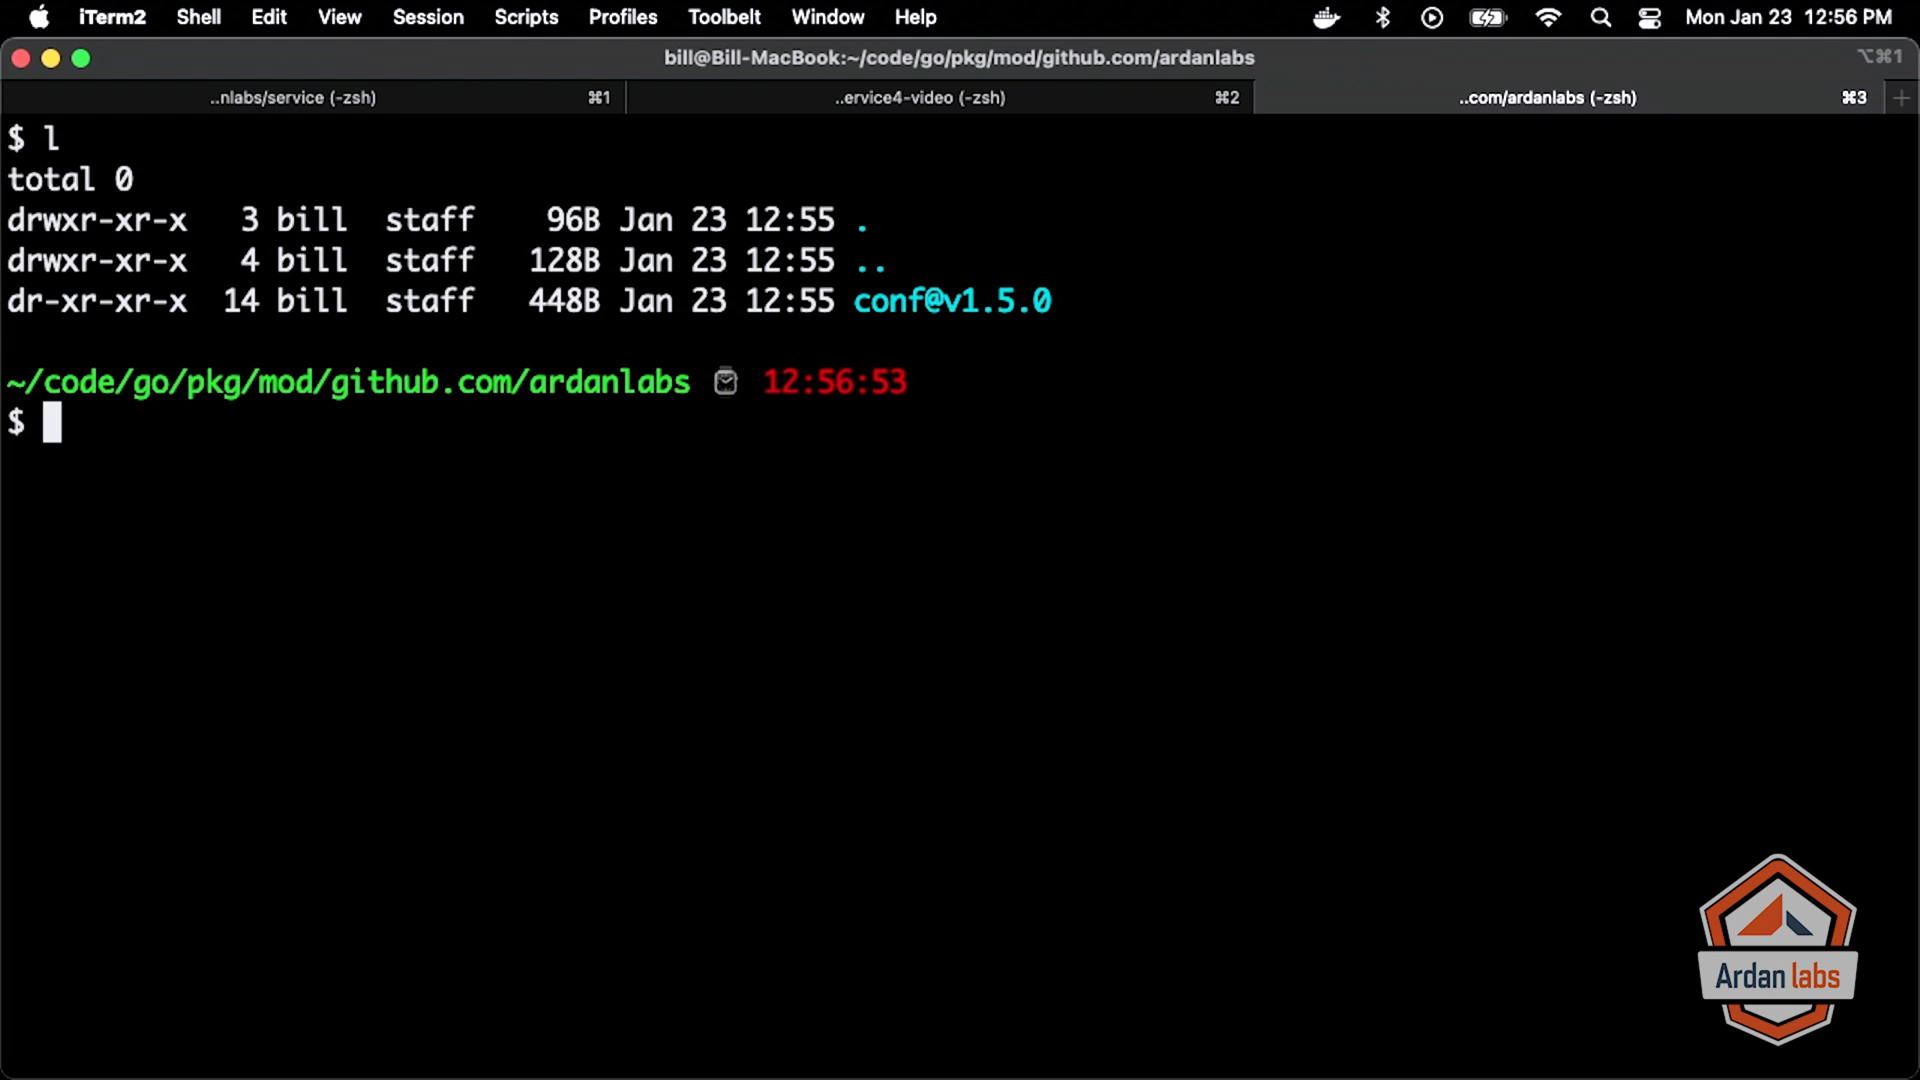 iTerm2 Shell Edit View Session Scripts Profiles Toolbelt Window Help Mon Jan 23 12:56 PM
bill@Bill-MacBook:~/code/go/pkg/mod/github.com/ardanlabs ⌥⌘1
..nlabs/service (-zsh) ⌘1 ..ervice4-video (-zsh) ⌘2 ..com/ardanlabs (-zsh) ⌘3 +
$ l
total 0
drwxr-xr-x 3 bill staff 96B Jan 23 12:55 .
drwxr-xr-x 4 bill staff 128B Jan 23 12:55 ..
dr-xr-xr-x 14 bill staff 448B Jan 23 12:55 conf@v1.5.0
~/code/go/pkg/mod/github.com/ardanlabs 12:56:53
$
Ardan labs